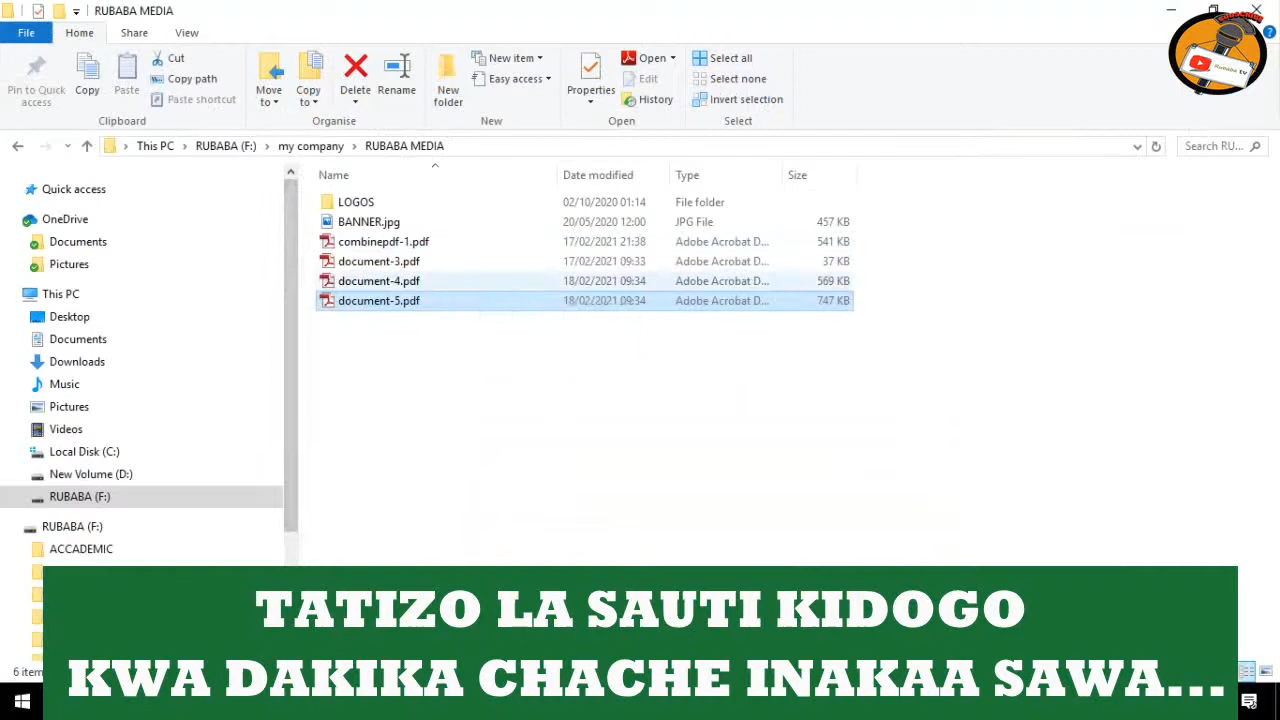 RUBABA MEDIA
File Home Share View
Pin to Quick access
Copy
Paste
Cut
Copy path
Paste shortcut
Clipboard
Move to
Copy to
Delete
Rename
Organise
New folder
New item
Easy access
New
Properties
Open
Edit
History
Open
Select all
Select none
Invert selection
Select
SUBSCRIBE
Rubaba TV
This PC > RUBABA (F:) > my company > RUBABA MEDIA
Search RU...
Name Date modified Type Size
LOGOS 02/10/2020 01:14 File folder
BANNER.jpg 20/05/2020 12:00 JPG File 457 KB
combinepdf-1.pdf 17/02/2021 21:38 Adobe Acrobat D... 541 KB
document-3.pdf 17/02/2021 09:33 Adobe Acrobat D... 37 KB
document-4.pdf 18/02/2021 09:34 Adobe Acrobat D... 569 KB
document-5.pdf 18/02/2021 09:34 Adobe Acrobat D... 747 KB
Quick access
OneDrive
Documents
Pictures
This PC
Desktop
Documents
Downloads
Music
Pictures
Videos
Local Disk (C:)
New Volume (D:)
RUBABA (F:)
RUBABA (F:)
ACCADEMIC
6 item
TATIZO LA SAUTI KIDOGO
KWA DAKIKA CHACHE INAKAA SAWA...